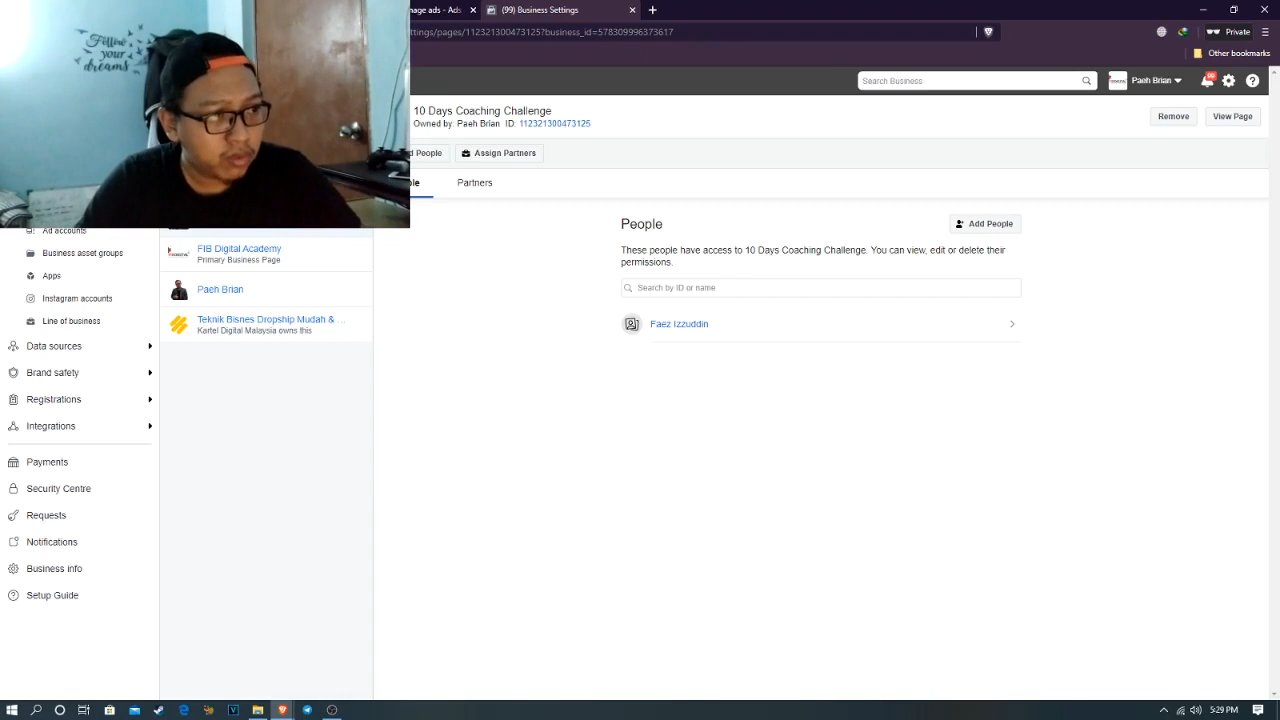 Follow
your
dreams
ads
(99) Settings
ttings/pages/112321300473125?business_id=578309996373617
Private
Other bookmarks
Search Business
Paeh Brian
99
10 Days Coaching Challenge
Owned by: Paeh Brian ID: 112321300473125
Remove
View Page
d People
Assign Partners
ple
Partners
Ad accounts
Business asset groups
Apps
Instagram accounts
Line of business
Data sources
Brand safety
Registrations
Integrations
Payments
Security Centre
Requests
Notifications
Business info
Setup Guide
FIB Digital Academy
Primary Business Page
Paeh Brian
Teknik Bisnes Dropship Mudah & ...
Kartel Digital Malaysia owns this
People
Add People
These people have access to 10 Days Coaching Challenge. You can view, edit or delete their
permissions.
Search by ID or name
Faez Izzuddin
5:29 PM